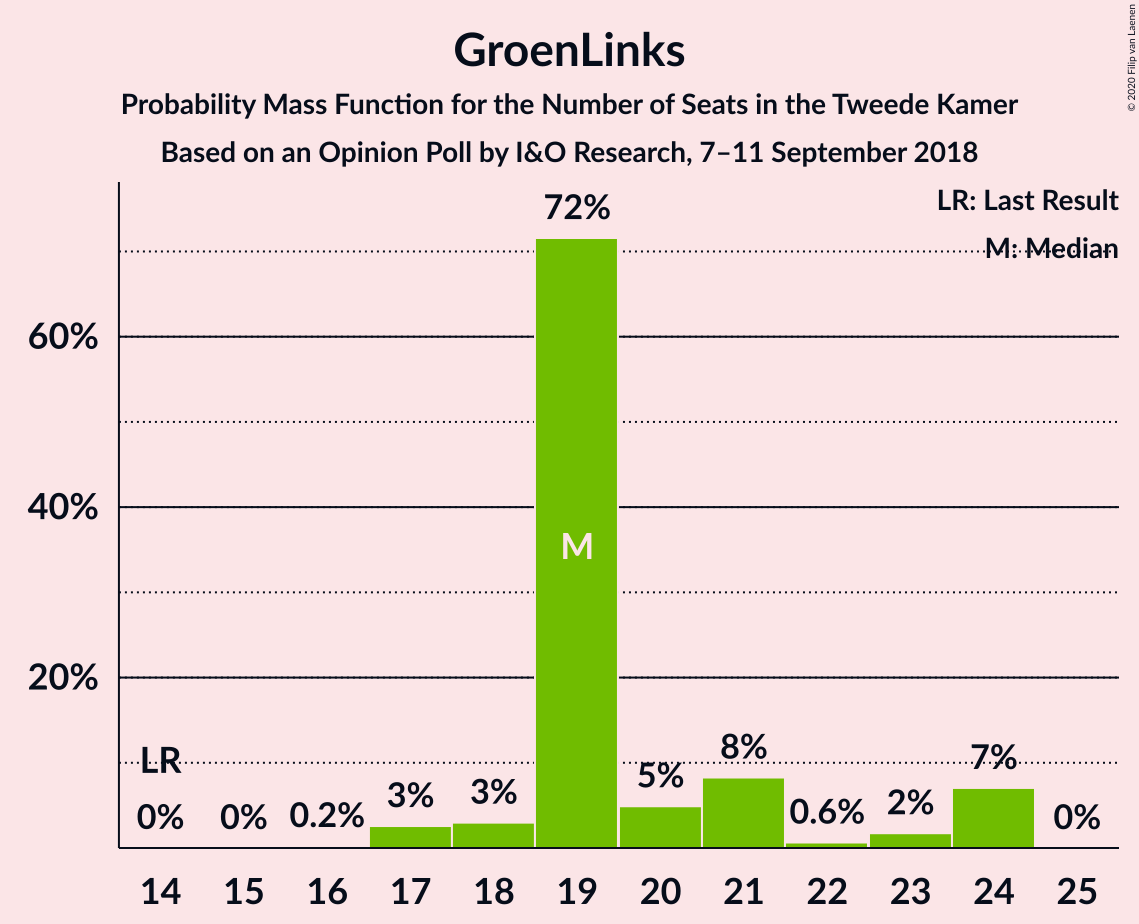 GroenLinks
Probability Mass Function for the Number of Seats in the Tweede Kamer
Based on an Opinion Poll by I&O Research, 7–11 September 2018
© 2020 Filip van Laenen
LR: Last Result
M: Median
60%
40%
20%
LR
M
0%
0%
0.2%
3%
3%
72%
5%
8%
0.6%
2%
7%
0%
14 15 16 17 18 19 20 21 22 23 24 25